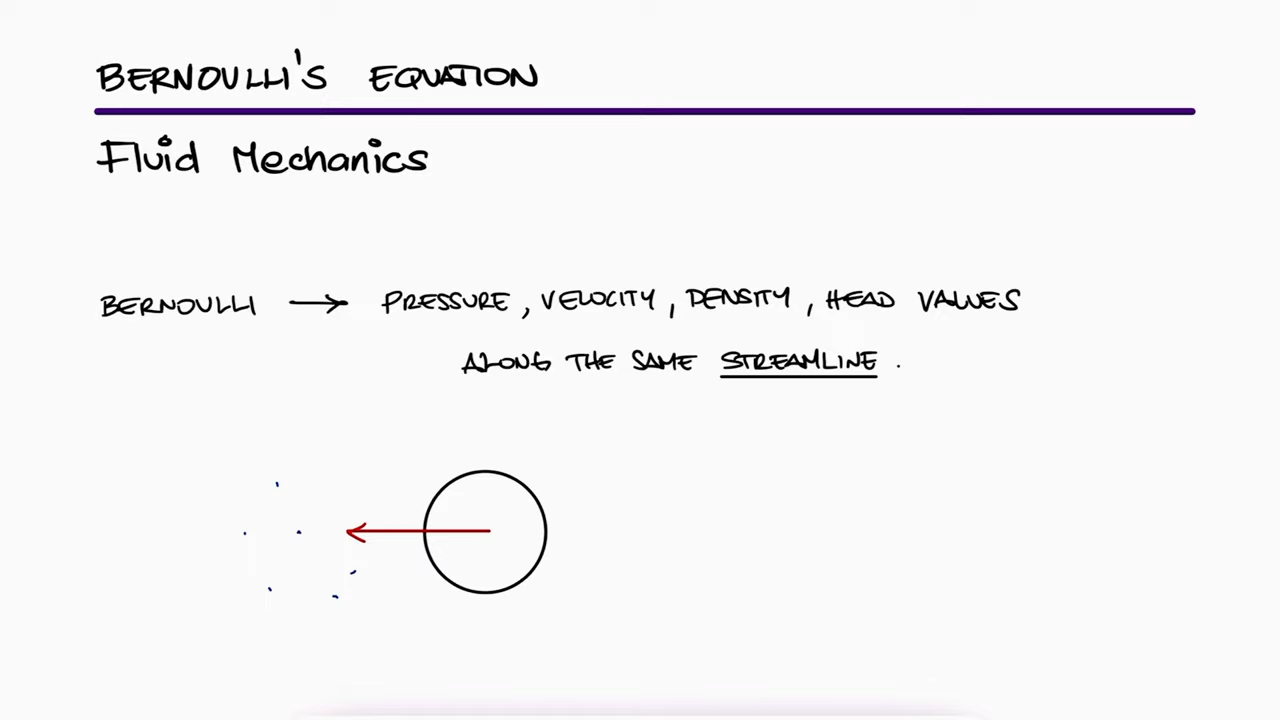 BERNOULLI'S EQUATION
Fluid Mechanics
BERNOULLI → PRESSURE, VELOCITY, DENSITY, HEAD VALUES
ALONG THE SAME STREAMLINE.